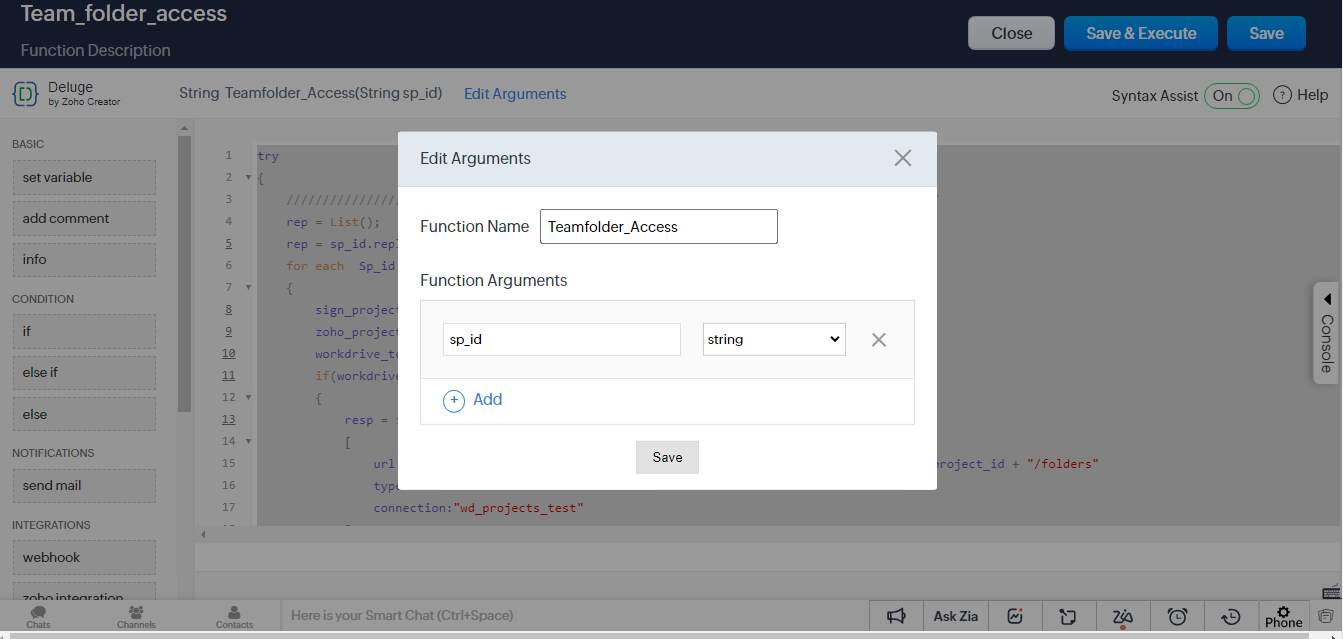 Team_folder_access
Function Description
Close
Save & Execute
Save
Deluge
by Zoho Creator
String Teamfolder_Access(String sp_id)
Edit Arguments
Syntax Assist
On
? Help
BASIC
set variable
add comment
info
CONDITION
if
else if
else
NOTIFICATIONS
send mail
INTEGRATIONS
webhook
zoho integration
1 try
2 {
3 ////////////////
4 rep = List();
5 rep = sp_id.repl
6 for each Sp_id
7 {
8 sign_project
9 zoho_project
10 workdrive_te
11 if(workdrive
12 {
13 resp =
14 [
15 url roject_id + "/folders"
16 type
17 connection:"wd_projects_test"
Edit Arguments
Function Name Teamfolder_Access
Function Arguments
sp_id string
+ Add
Save
Console
Chats
Channels
Contacts
Here is your Smart Chat (Ctrl+Space)
Ask Zia
Phone